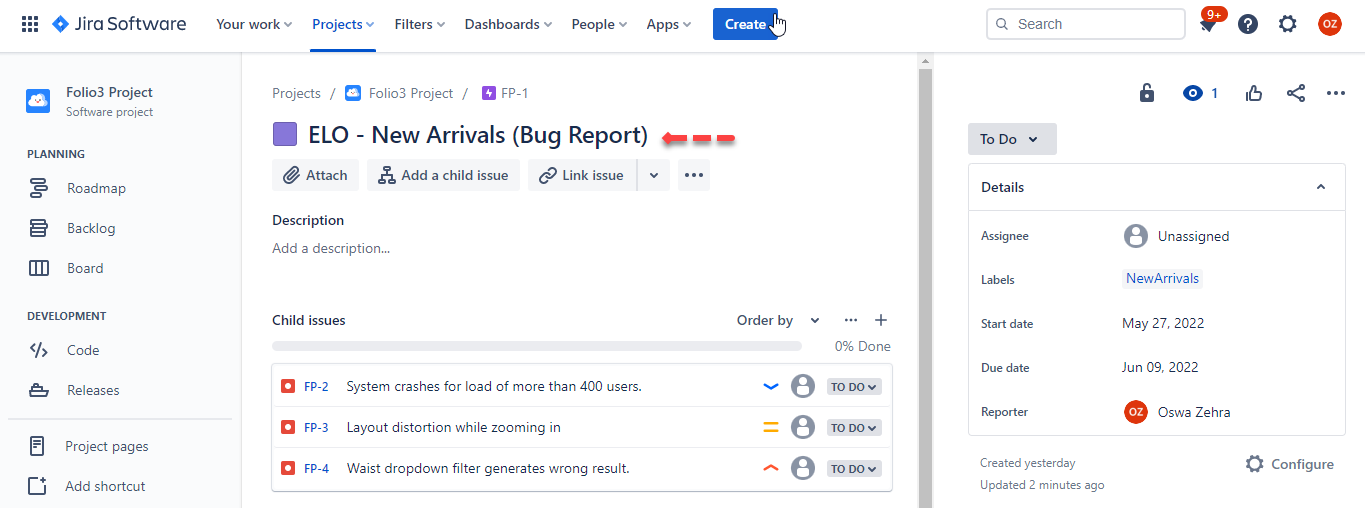 Jira Software Your work Projects Filters Dashboards People Apps Create Search 9+ OZ
Folio3 Project
Software project
PLANNING
Roadmap
Backlog
Board
DEVELOPMENT
Code
Releases
Project pages
Add shortcut
Projects / Folio3 Project / FP-1
ELO - New Arrivals (Bug Report)
Attach Add a child issue Link issue
Description
Add a description...
Child issues Order by
0% Done
FP-2 System crashes for load of more than 400 users. TO DO
FP-3 Layout distortion while zooming in TO DO
FP-4 Waist dropdown filter generates wrong result. TO DO
1
To Do
Details
Assignee Unassigned
Labels NewArrivals
Start date May 27, 2022
Due date Jun 09, 2022
Reporter OZ Oswa Zehra
Created yesterday Configure
Updated 2 minutes ago